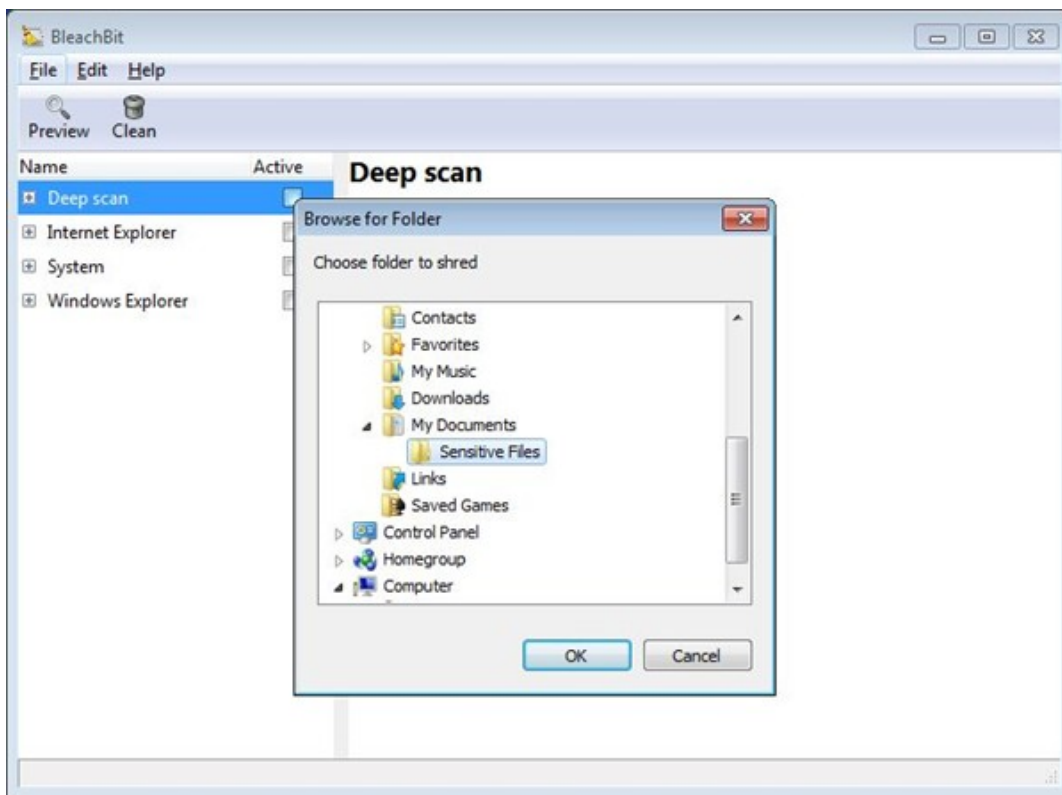 BleachBit
File Edit Help
Preview Clean
Name Active
Deep scan
Deep scan
Internet Explorer
System
Windows Explorer
Browse for Folder
Choose folder to shred
Contacts
Favorites
My Music
Downloads
My Documents
Sensitive Files
Links
Saved Games
Control Panel
Homegroup
Computer
OK Cancel